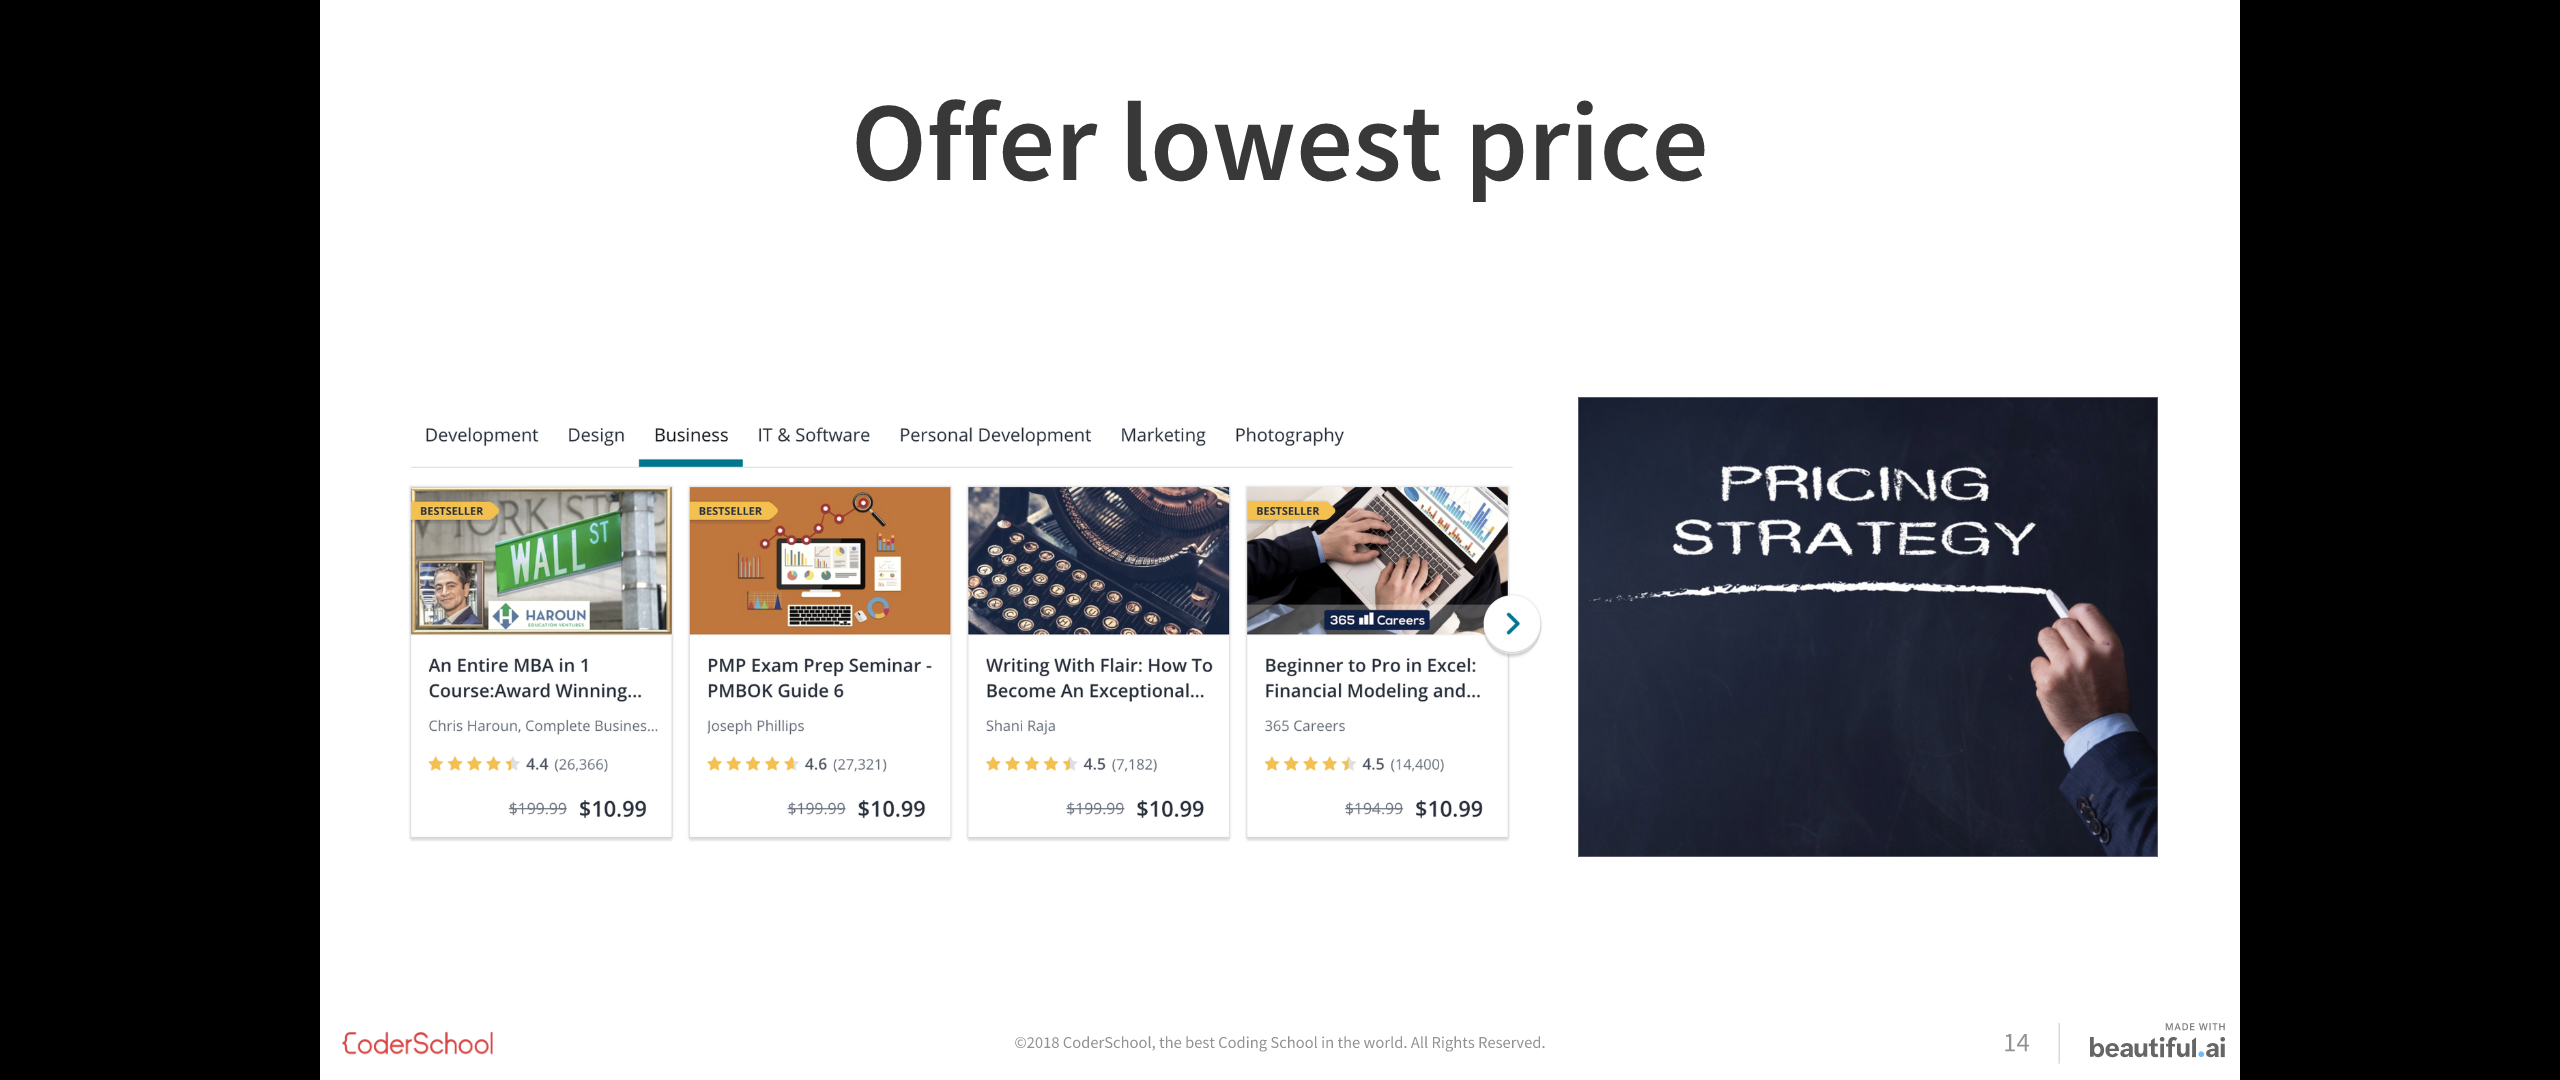 Offer lowest price
Development Design Business IT & Software Personal Development Marketing Photography
BESTSELLER
WALL ST
HAROUN
EDUCATION VENTURES
An Entire MBA in 1
Course:Award Winning...
Chris Haroun, Complete Busines...
4.4 (26,366)
$199.99 $10.99
BESTSELLER
PMP Exam Prep Seminar -
PMBOK Guide 6
Joseph Phillips
4.6 (27,321)
$199.99 $10.99
Writing With Flair: How To
Become An Exceptional...
Shani Raja
4.5 (7,182)
$199.99 $10.99
BESTSELLER
365 Careers
Beginner to Pro in Excel:
Financial Modeling and...
365 Careers
4.5 (14,400)
$194.99 $10.99
PRICING
STRATEGY
CoderSchool
©2018 CoderSchool, the best Coding School in the world. All Rights Reserved.
14
MADE WITH
beautiful.ai